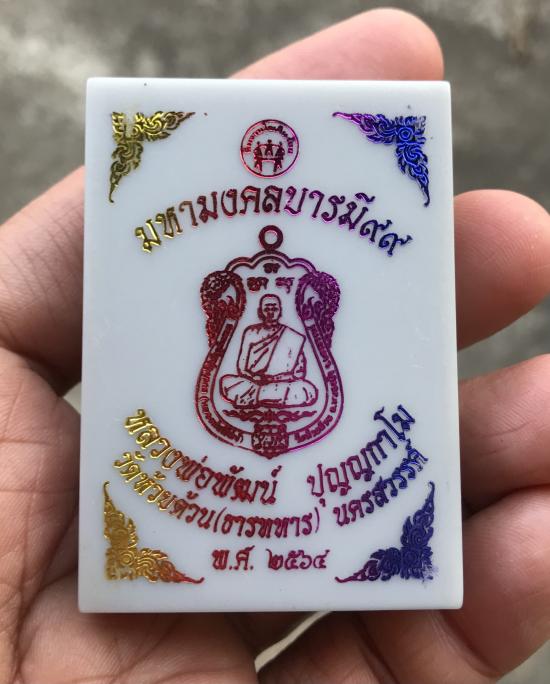 มหามงคลบารมี๙๙
หลวงพ่อพัฒน์ ปุญญกาโม
วัดห้วยด้วน(ธารทหาร) นครสวรรค์
พ.ศ. ๒๕๖๔